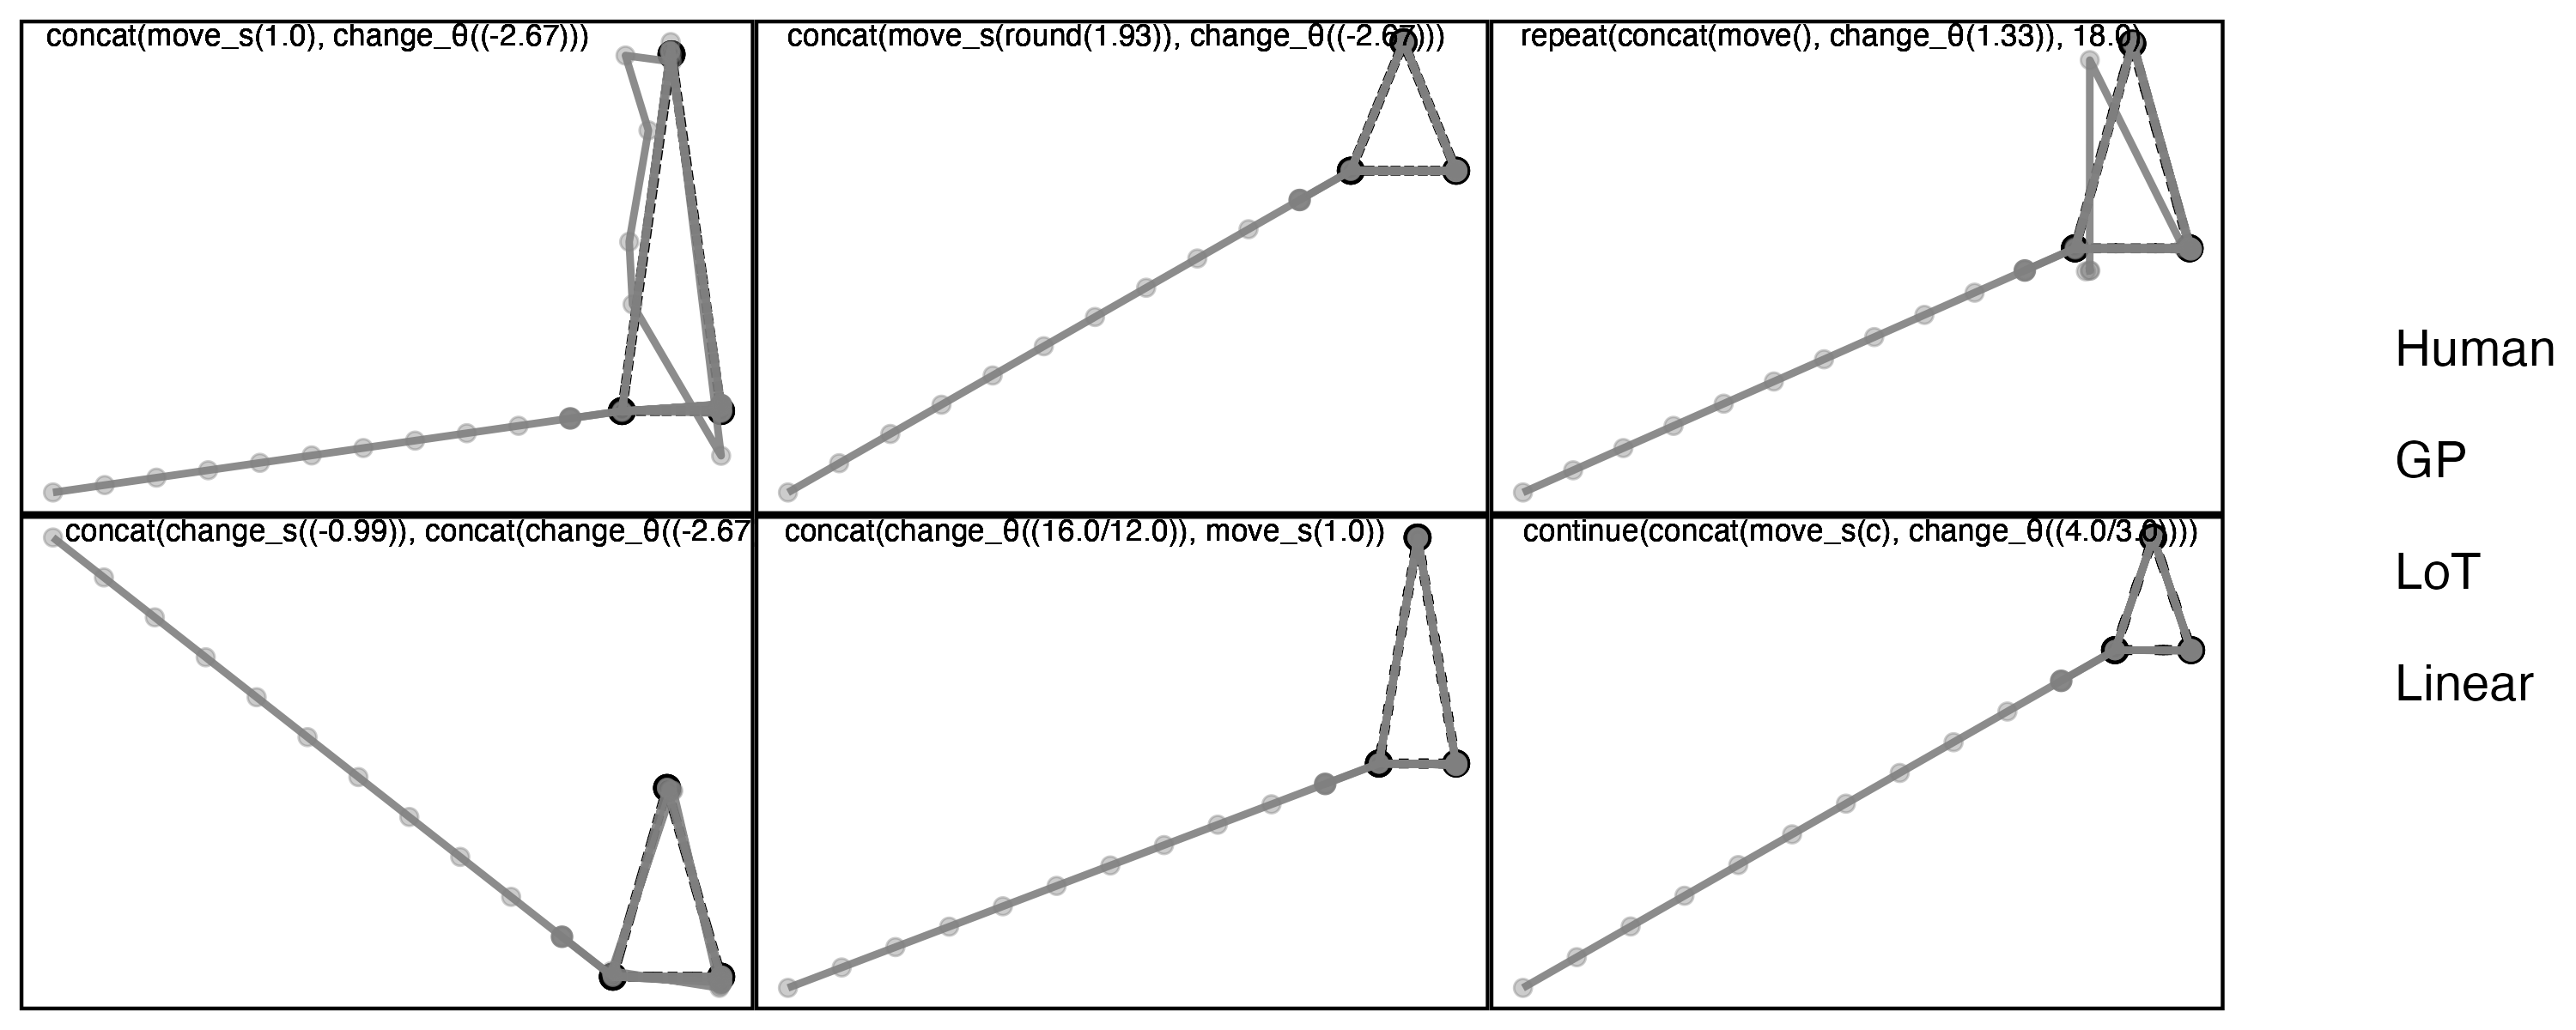 concat(move_s(1.0), change_θ((-2.67)))
concat(move_s(round(1.93)), change_θ((-2.67)))
repeat(concat(move(), change_θ(1.33)), 18.0)
concat(change_s((-0.99)), concat(change_θ((-2.67
concat(change_θ((16.0/12.0)), move_s(1.0))
continue(concat(move_s(c), change_θ((4.0/3.0))))
Human
GP
LoT
Linear